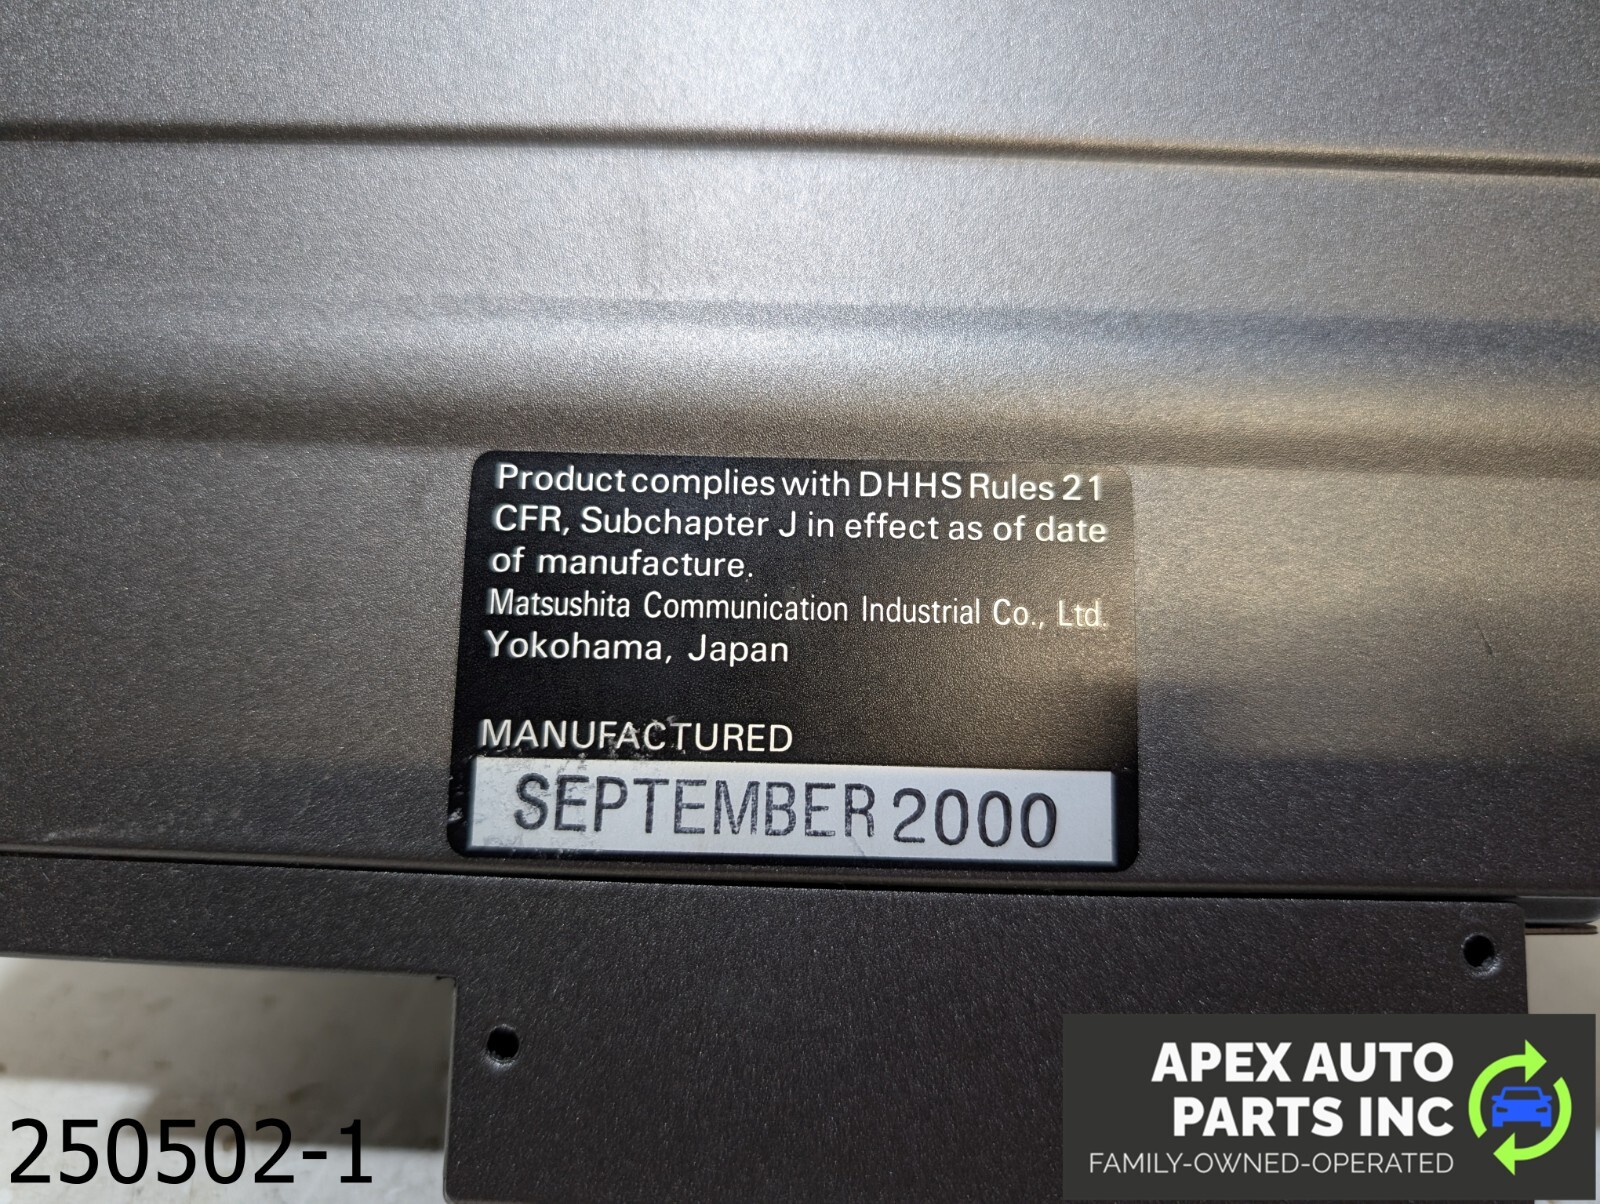 Product complies with DHHS Rules 21
CFR, Subchapter J in effect as of date
of manufacture.
Matsushita Communication Industrial Co., Ltd.
Yokohama, Japan
MANUFACTURED
SEPTEMBER 2000
250502-1
APEX AUTO
PARTS INC
FAMILY-OWNED-OPERATED